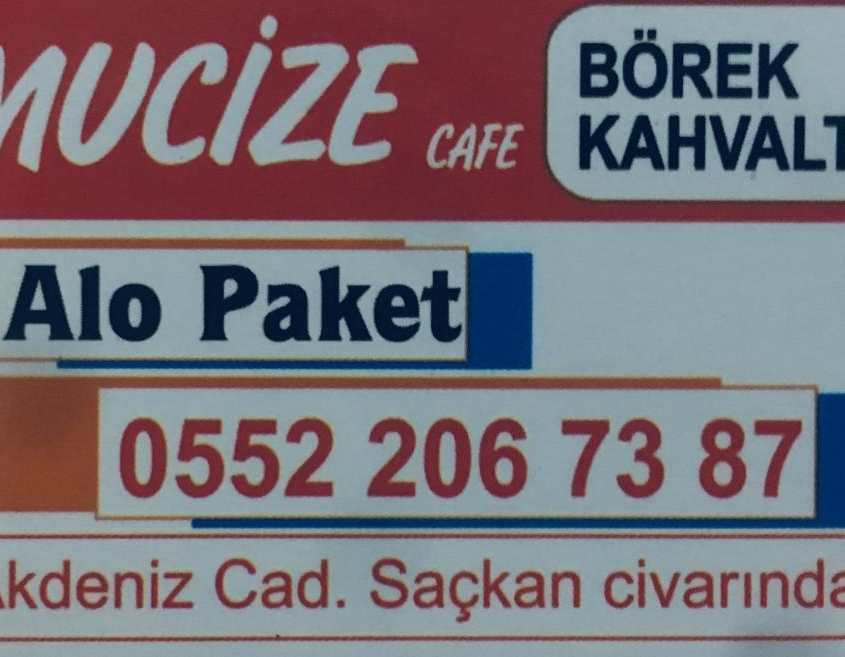 MUCİZE CAFE
BÖREK
KAHVALT
Alo Paket
0552 206 73 87
Akdeniz Cad. Saçkan civarında